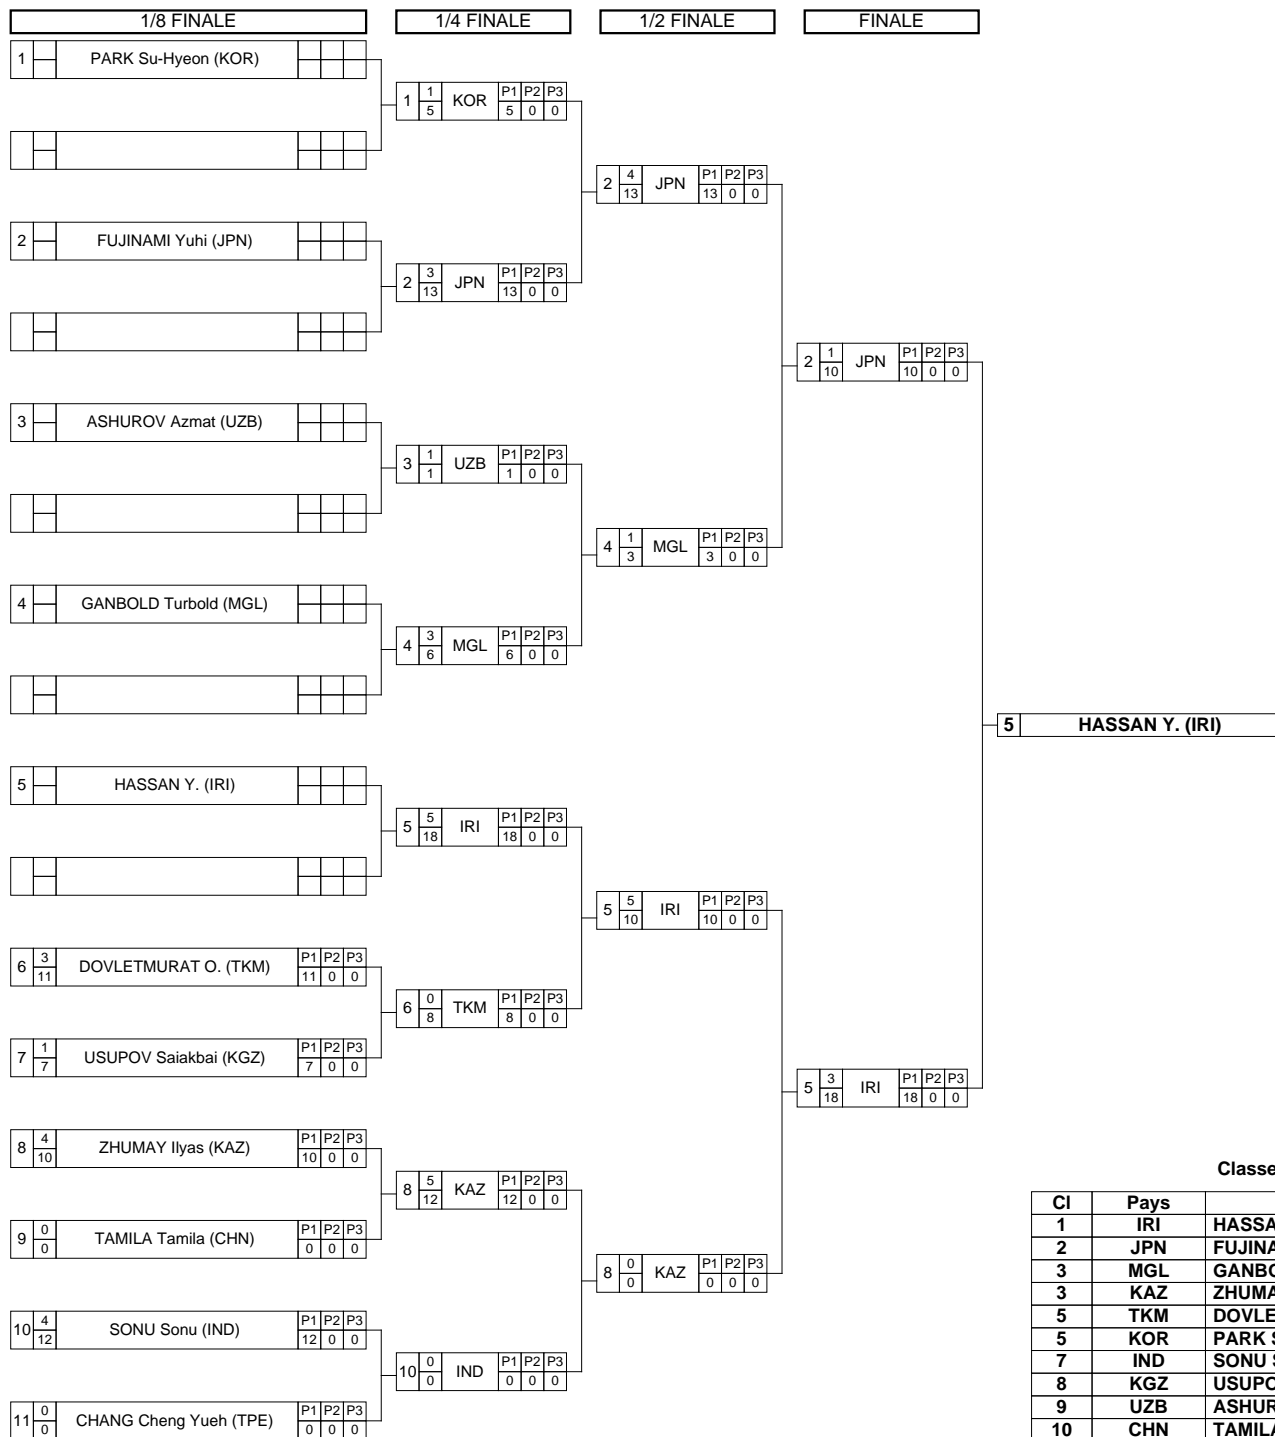 1/8 FINALE 1/4 FINALE 1/2 FINALE FINALE
1 PARK Su-Hyeon (KOR)
1 1 5 KOR P1 P2 P3 5 0 0
2 4 13 JPN P1 P2 P3 13 0 0
2 FUJINAMI Yuhi (JPN)
2 3 13 JPN P1 P2 P3 13 0 0
2 1 10 JPN P1 P2 P3 10 0 0
3 ASHUROV Azmat (UZB)
3 1 1 UZB P1 P2 P3 1 0 0
4 1 3 MGL P1 P2 P3 3 0 0
4 GANBOLD Turbold (MGL)
4 3 6 MGL P1 P2 P3 6 0 0
5 HASSAN Y. (IRI)
5 HASSAN Y. (IRI)
5 5 18 IRI P1 P2 P3 18 0 0
5 5 10 IRI P1 P2 P3 10 0 0
6 3 11 DOVLETMURAT O. (TKM) P1 P2 P3 11 0 0
6 0 8 TKM P1 P2 P3 8 0 0
7 1 7 USUPOV Saiakbai (KGZ) P1 P2 P3 7 0 0
5 3 18 IRI P1 P2 P3 18 0 0
8 4 10 ZHUMAY Ilyas (KAZ) P1 P2 P3 10 0 0
8 5 12 KAZ P1 P2 P3 12 0 0
9 0 0 TAMILA Tamila (CHN) P1 P2 P3 0 0 0
8 0 0 KAZ P1 P2 P3 0 0 0
10 4 12 SONU Sonu (IND) P1 P2 P3 12 0 0
10 0 0 IND P1 P2 P3 0 0 0
11 0 0 CHANG Cheng Yueh (TPE) P1 P2 P3 0 0 0
Classe
Cl Pays
1 IRI HASSA
2 JPN FUJINA
3 MGL GANBO
3 KAZ ZHUMA
5 TKM DOVLE
5 KOR PARK
7 IND SONU
8 KGZ USUPO
9 UZB ASHUR
10 CHN TAMILA